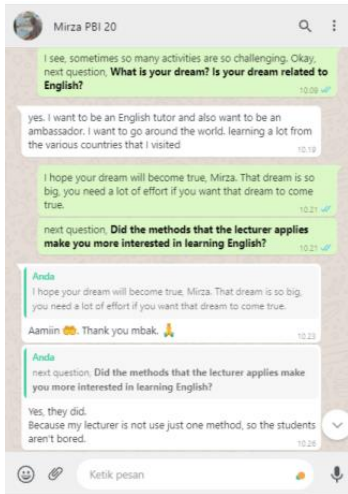 Mirza PBI 20
I see, sometimes so many activities are so challenging. Okay,
next question, What is your dream? Is your dream related to
English?
10.09
yes. I want to be an English tutor and also want to be an
ambassador. I want to go around the world. learning a lot from
the various countries that I visited
10.19
I hope your dream will become true, Mirza. That dream is so
big, you need a lot of effort if you want that dream to come
true.
10.21
next question, Did the methods that the lecturer applies
make you more interested in learning English?
10.21
Anda
I hope your dream will become true, Mirza. That dream is so big,
you need a lot of effort if you want that dream to come true.
Aamiin 🤲. Thank you mbak. 🙏
10.23
Anda
next question, Did the methods that the lecturer applies make
you more interested in learning English?
Yes, they did.
Because my lecturer is not use just one method, so the students
aren't bored.
10.26
Ketik pesan